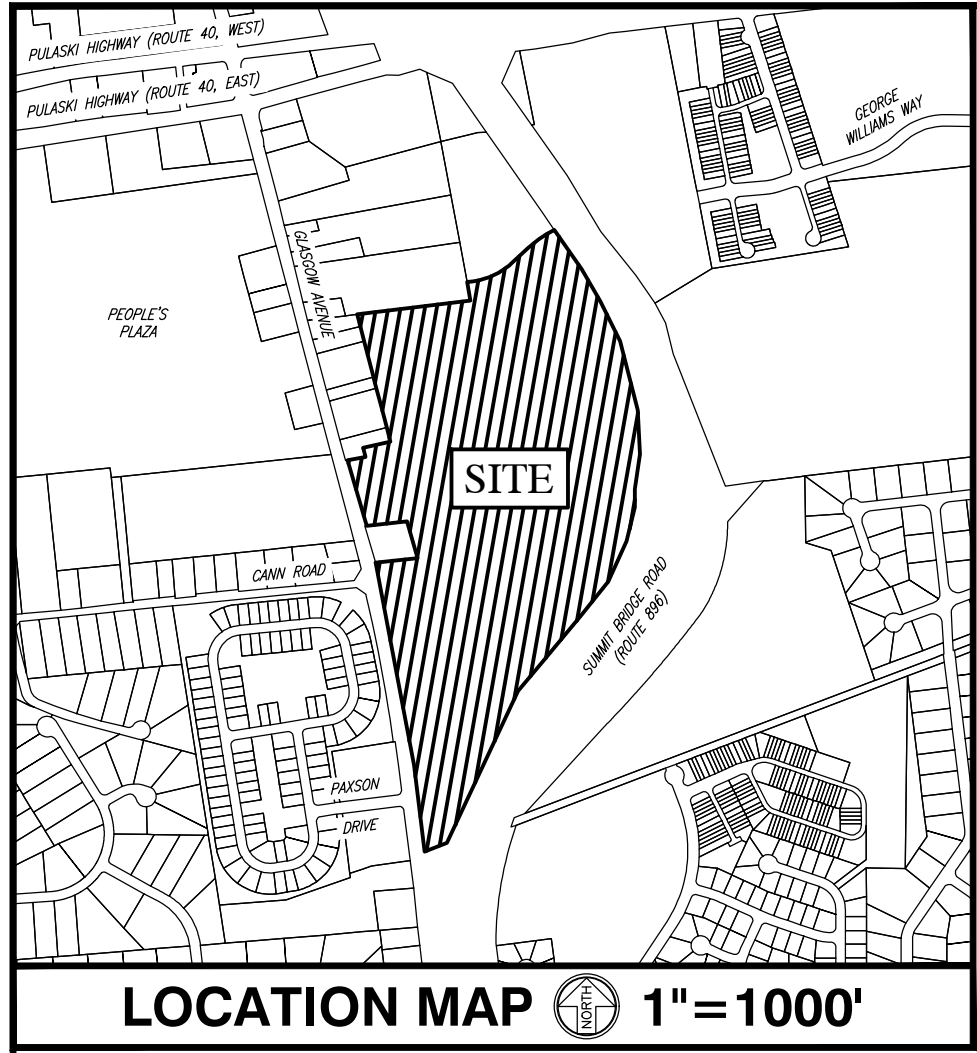 PULASKI HIGHWAY (ROUTE 40, WEST)
PULASKI HIGHWAY (ROUTE 40, EAST)
GEORGE
WILLIAMS WAY
GLASGOW AVENUE
PEOPLE'S
PLAZA
SITE
CANN ROAD
SUMMIT BRIDGE ROAD
(ROUTE 896)
PAXSON
DRIVE
LOCATION MAP NORTH 1"=1000'